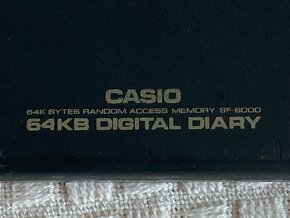 CASIO
64K BYTES RANDOM ACCESS MEMORY SF-8000
64KB DIGITAL DIARY